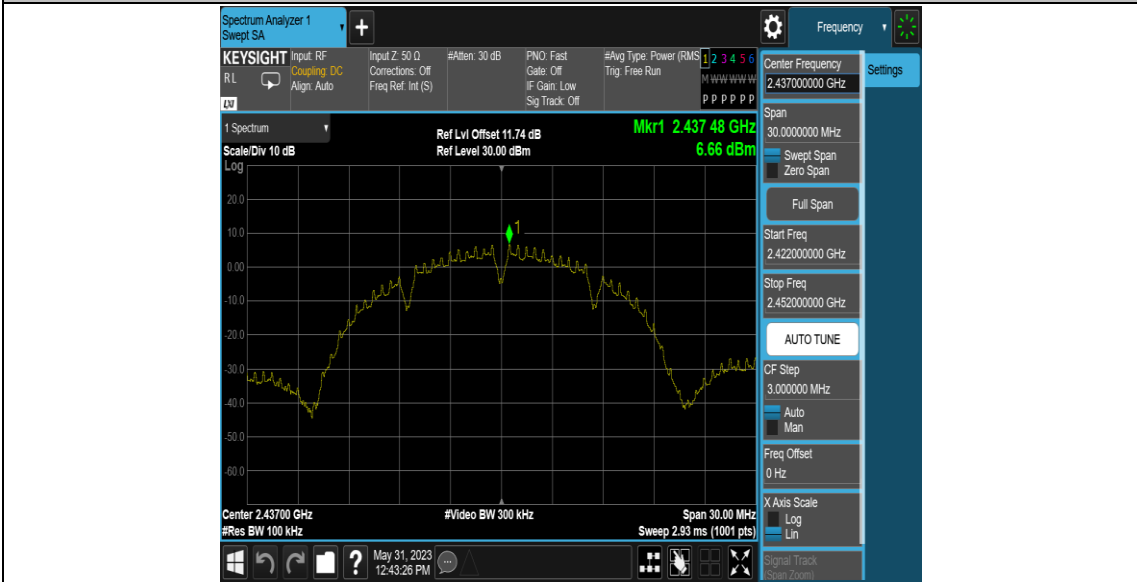 Spectrum Analyzer 1
Swept SA
+
Frequency
KEYSIGHT
R L
LXI
Input: RF
Coupling: DC
Align: Auto
Input Z: 50 Ω
Corrections: Off
Freq Ref: Int (S)
#Atten: 30 dB
PNO: Fast
Gate: Off
IF Gain: Low
Sig Track: Off
#Avg Type: Power (RMS
Trig: Free Run
1 2 3 4 5 6
M W W W W W
P P P P P P
1 Spectrum
Scale/Div 10 dB
Log
Ref Lvl Offset 11.74 dB
Ref Level 30.00 dBm
Mkr1 2.437 48 GHz
6.66 dBm
1
20.0
10.0
0.00
-10.0
-20.0
-30.0
-40.0
-50.0
-60.0
Center 2.43700 GHz
#Video BW 300 kHz
Span 30.00 MHz
#Res BW 100 kHz
Sweep 2.93 ms (1001 pts)
?
May 31, 2023
12:43:26 PM
Center Frequency
2.437000000 GHz
Settings
Span
30.0000000 MHz
Swept Span
Zero Span
Full Span
Start Freq
2.422000000 GHz
Stop Freq
2.452000000 GHz
AUTO TUNE
CF Step
3.000000 MHz
Auto
Man
Freq Offset
0 Hz
X Axis Scale
Log
Lin
Signal Track
(Span Zoom)